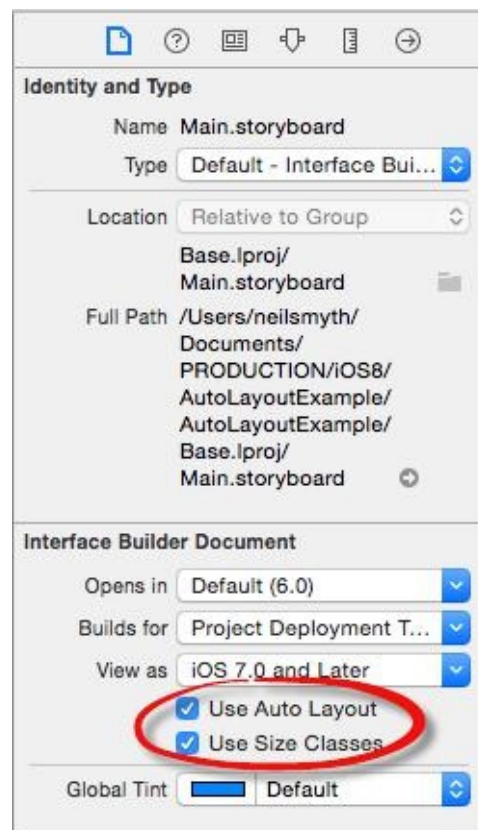 Identity and Type
Name Main.storyboard
Type Default - Interface Bui...
Location Relative to Group
Base.lproj/
Main.storyboard
Full Path /Users/neilsmyth/
Documents/
PRODUCTION/iOS8/
AutoLayoutExample/
AutoLayoutExample/
Base.lproj/
Main.storyboard
Interface Builder Document
Opens in Default (6.0)
Builds for Project Deployment T...
View as iOS 7.0 and Later
Use Auto Layout
Use Size Classes
Global Tint Default